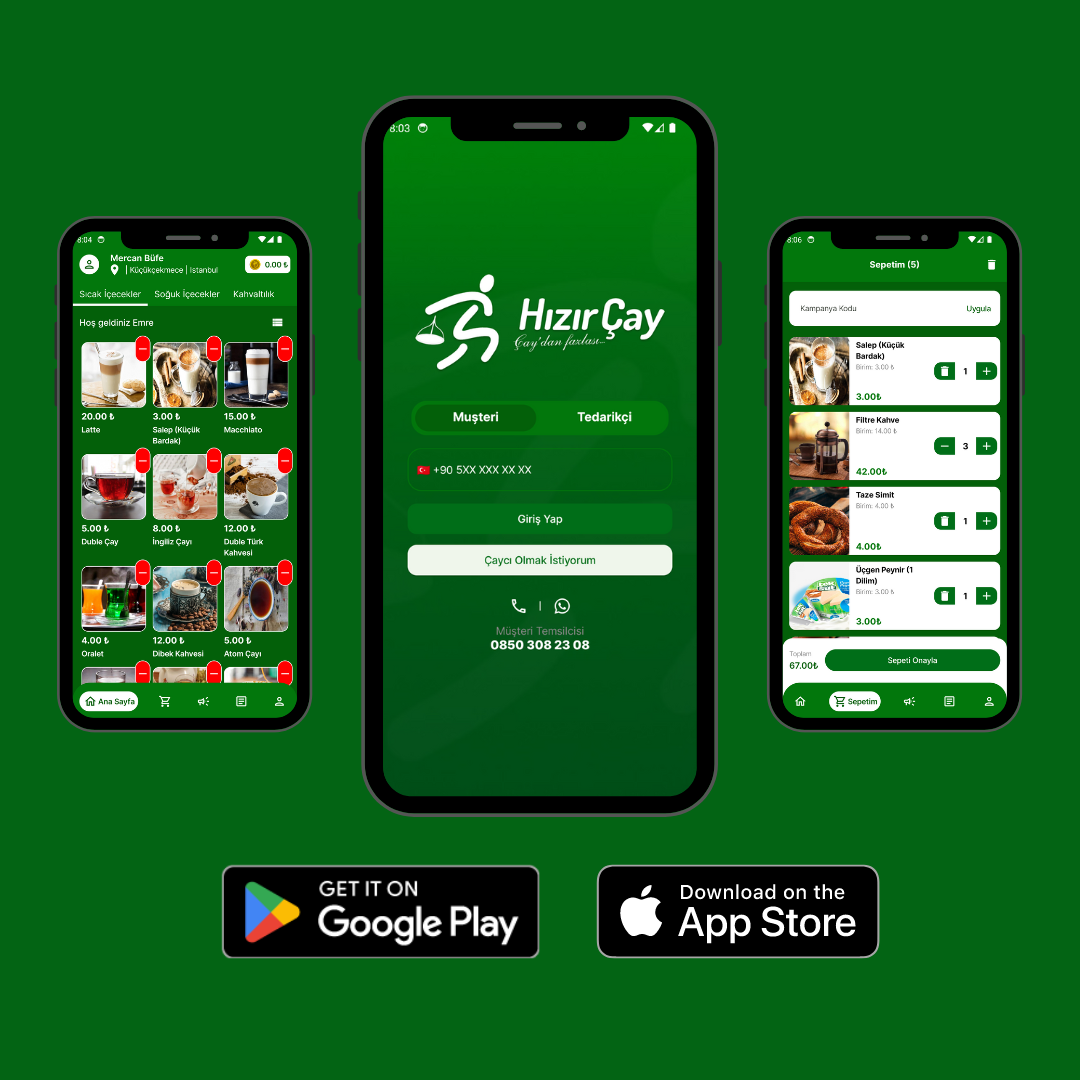 8:03
Hızır Çay
Çay'dan fazlası...
Müşteri
Tedarikçi
+90 5XX XXX XX XX
Giriş Yap
Çaycı Olmak İstiyorum
|
Müşteri Temsilcisi
0850 308 23 08
8:04
Mercan Büfe
| Küçükçekmece | Istanbul
0.00 ₺
Sıcak İçecekler
Soğuk İçecekler
Kahvaltılık
Hoş geldiniz Emre
20.00 ₺
Latte
3.00 ₺
Salep (Küçük
Bardak)
15.00 ₺
Macchiato
5.00 ₺
Duble Çay
8.00 ₺
İngiliz Çayı
12.00 ₺
Duble Türk
Kahvesi
4.00 ₺
Oralet
12.00 ₺
Dibek Kahvesi
5.00 ₺
Atom Çayı
Ana Sayfa
8:06
Sepetim (5)
Kampanya Kodu
Uygula
Salep (Küçük
Bardak)
Birim: 3.00 ₺
1
3.00₺
Filtre Kahve
Birim: 14.00 ₺
3
42.00₺
Taze Simit
Birim: 4.00 ₺
1
4.00₺
Üçgen Peynir (1
Dilim)
Birim: 3.00 ₺
1
3.00₺
Toplam
67.00₺
Sepeti Onayla
Sepetim
GET IT ON
Google Play
Download on the
App Store